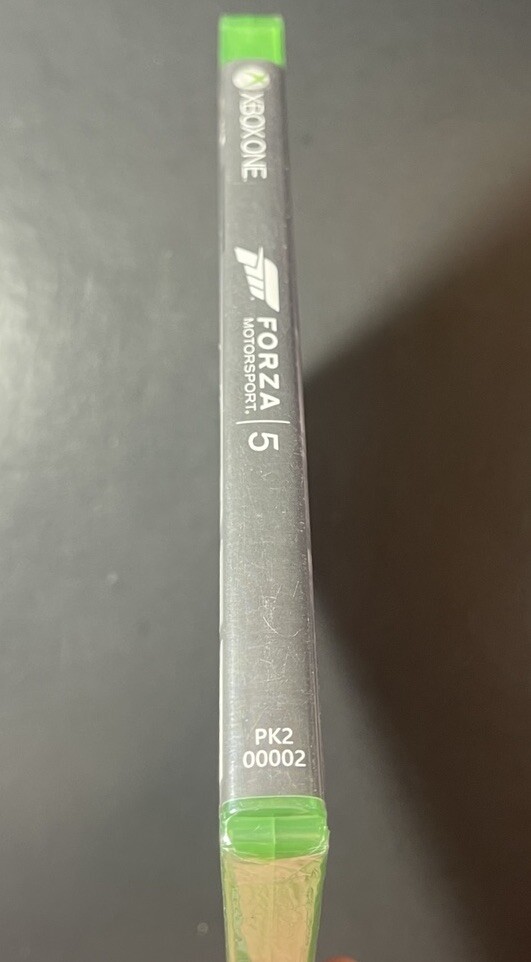 XBOX ONE
FORZA
MOTORSPORT®
5
PK2
00002